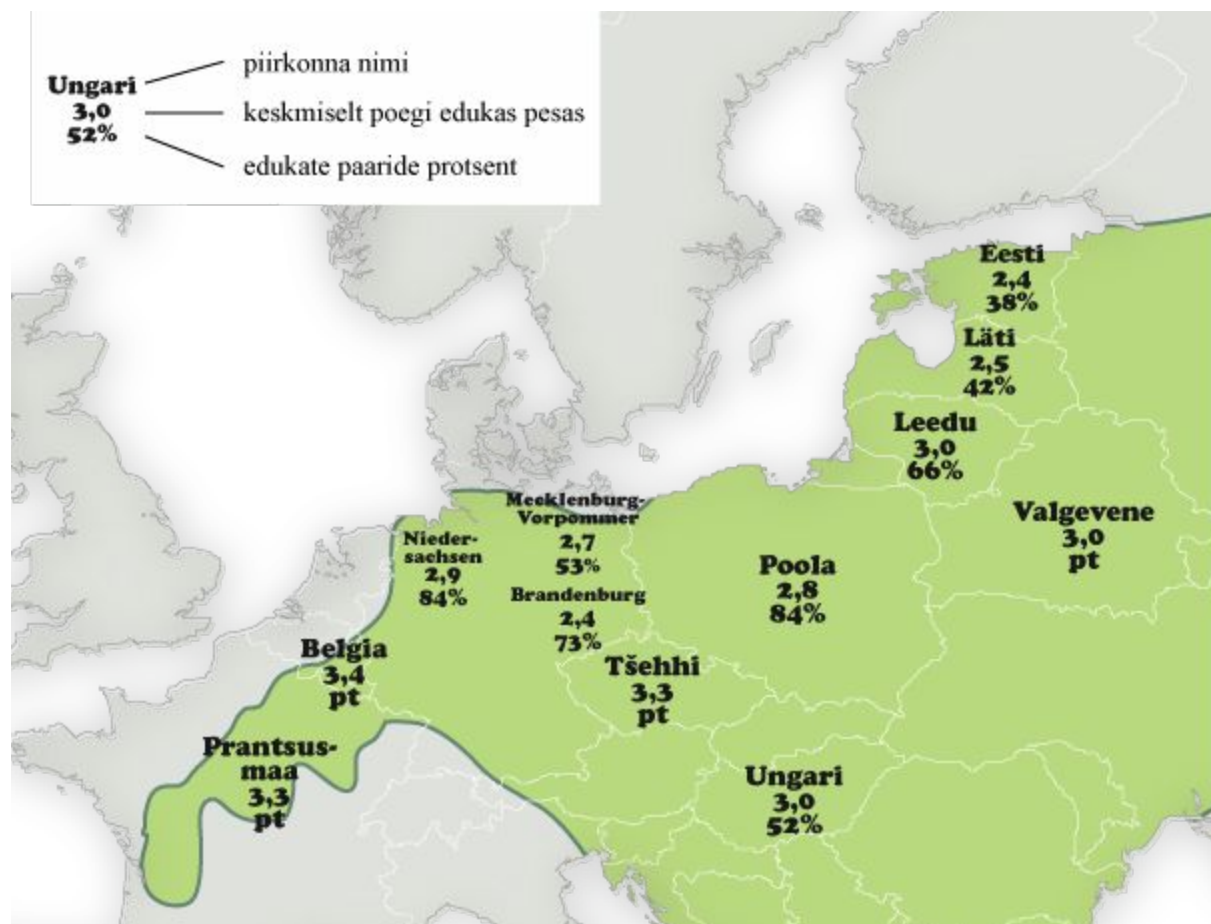 Ungari
3,0
52%
piirkonna nimi
keskmiselt poegi edukas pesas
edukate paaride protsent
Eesti
2,4
38%
Läti
2,5
42%
Leedu
3,0
66%
Valgevene
3,0
pt
Mecklenburg-
Vorpommer
2,7
53%
Nieder-
sachsen
2,9
84%
Brandenburg
2,4
73%
Poola
2,8
84%
Belgia
3,4
pt
Tšehhi
3,3
pt
Prantsus-
maa
3,3
pt
Ungari
3,0
52%